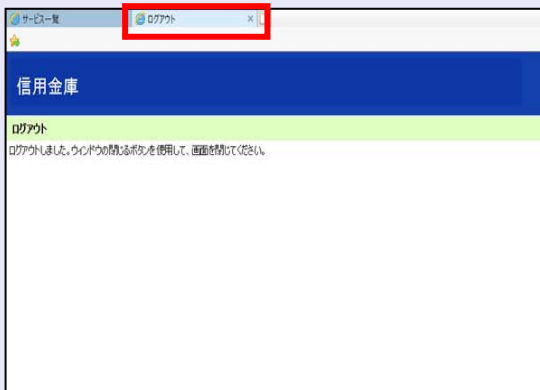 サービス一覧
ログアウト
信用金庫
ログアウト
ログアウトしました。ウィンドウの閉じるボタンを使用して、画面を閉じてください。